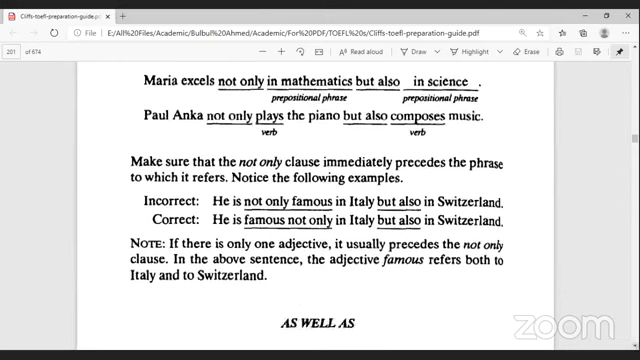 Cliffs-toefl-preparation-guide.pdf
File
E:/All%20Files/Academic/Bulbul%20Ahmed/Academic/For%20PDF/TOEFL%20s/Cliffs-toefl-preparation-guide.pdf
201 of 674
Read aloud
Draw
Highlight
Erase
Maria excels not only in mathematics but also in science.
prepositional phrase prepositional phrase
Paul Anka not only plays the piano but also composes music.
verb verb
Make sure that the not only clause immediately precedes the phrase
to which it refers. Notice the following examples.
Incorrect: He is not only famous in Italy but also in Switzerland.
Correct: He is famous not only in Italy but also in Switzerland.
NOTE: If there is only one adjective, it usually precedes the not only
clause. In the above sentence, the adjective famous refers both to
Italy and to Switzerland.
AS WELL AS
zoom